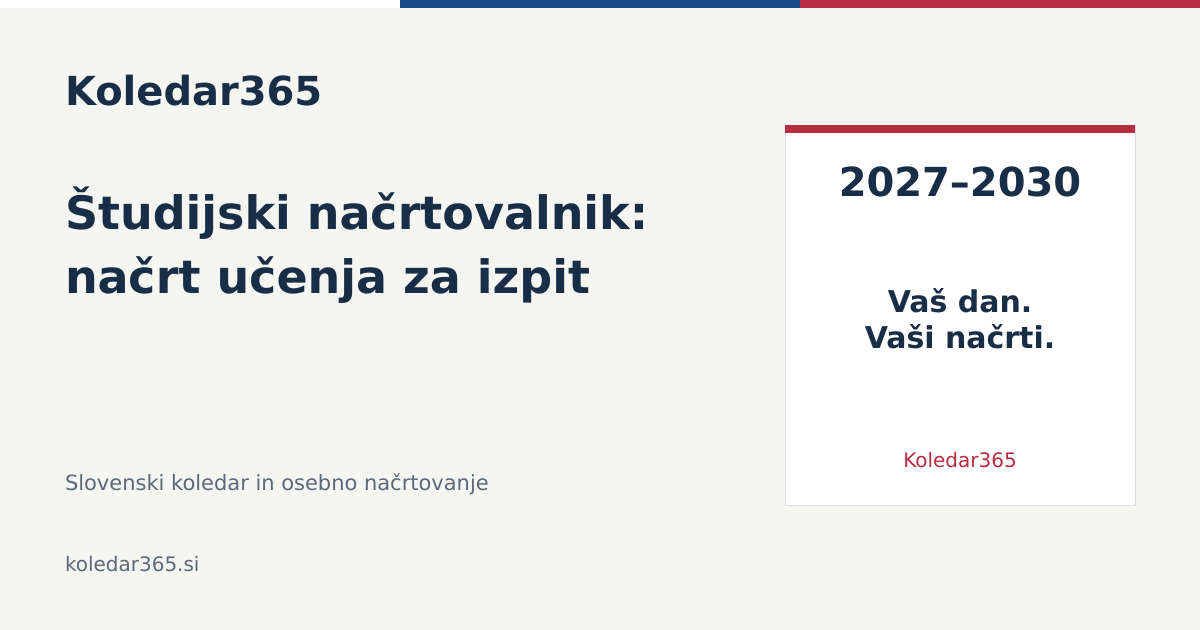 Koledar365
Študijski načrtovalnik:
načrt učenja za izpit
Slovenski koledar in osebno načrtovanje
koledar365.si
2027–2030
Vaš dan.
Vaši načrti.
Koledar365